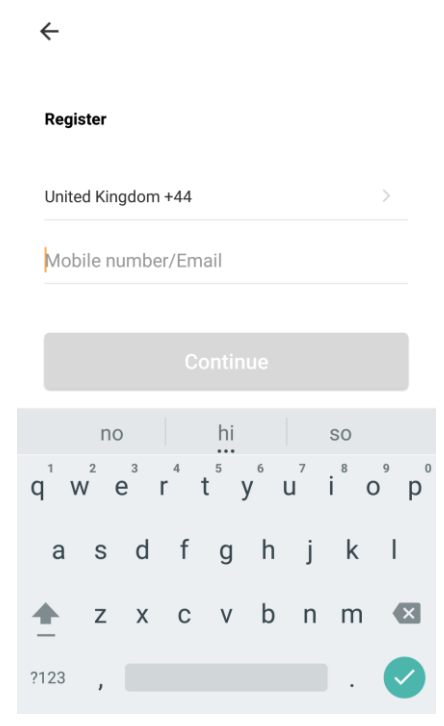 Register
United Kingdom +44
Mobile number/Email
Continue
no hi so
1 2 3 4 5 6 7 8 9 0
q w e r t y u i o p
a s d f g h j k l
z x c v b n m
?123 , .